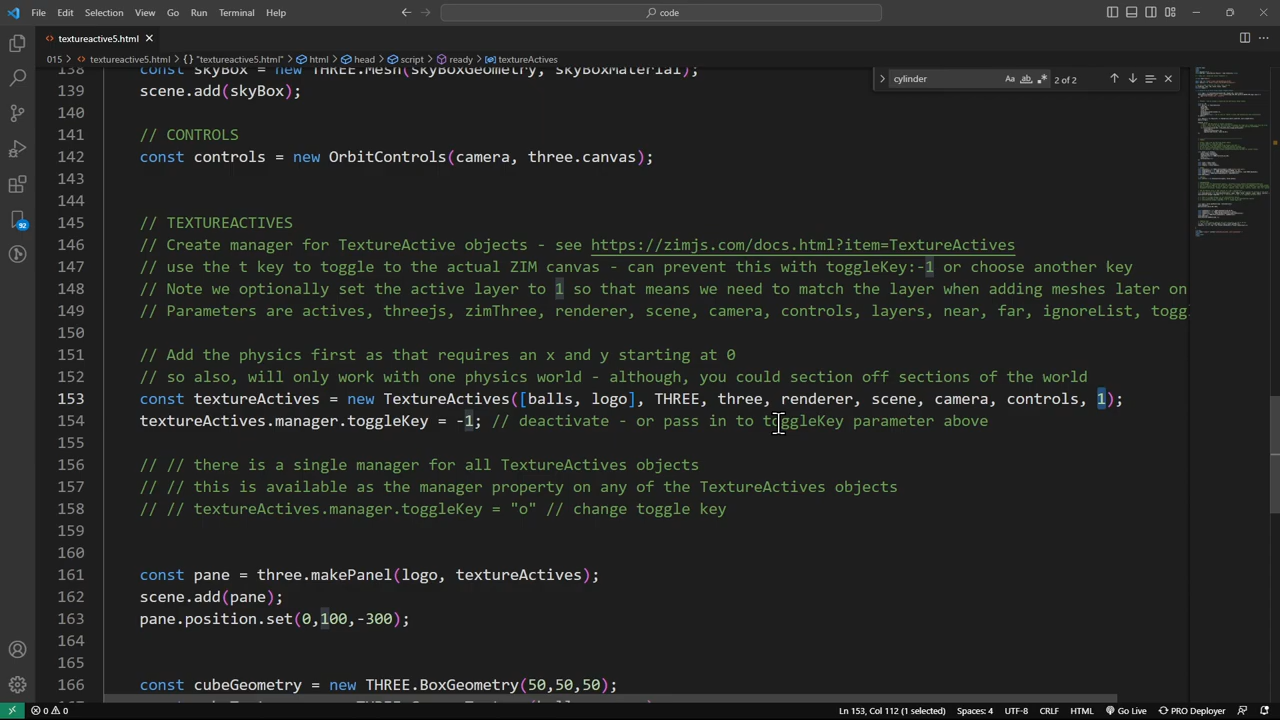 File Edit Selection View Go Run Terminal Help
code
textureactive5.html
015 textureactive5.html "textureactive5.html" html head script ready textureActives
cylinder Aa ab 2 of 2
138 const skyBox = new THREE.Mesh(skyBoxGeometry, skyBoxMaterial);
139 scene.add(skyBox);
140
141 // CONTROLS
142 const controls = new OrbitControls(camera, three.canvas);
143
144
145 // TEXTUREACTIVES
146 // Create manager for TextureActive objects - see https://zimjs.com/docs.html?item=TextureActives
147 // use the t key to toggle to the actual ZIM canvas - can prevent this with toggleKey:-1 or choose another key
148 // Note we optionally set the active layer to 1 so that means we need to match the layer when adding meshes later on
149 // Parameters are actives, threejs, zimThree, renderer, scene, camera, controls, layers, near, far, ignoreList, togg
150
151 // Add the physics first as that requires an x and y starting at 0
152 // so also, will only work with one physics world - although, you could section off sections of the world
153 const textureActives = new TextureActives([balls, logo], THREE, three, renderer, scene, camera, controls, 1);
154 textureActives.manager.toggleKey = -1; // deactivate - or pass in to toggleKey parameter above
155
156 // // there is a single manager for all TextureActives objects
157 // // this is available as the manager property on any of the TextureActives objects
158 // // textureActives.manager.toggleKey = "o" // change toggle key
159
160
161 const pane = three.makePanel(logo, textureActives);
162 scene.add(pane);
163 pane.position.set(0,100,-300);
164
165
166 const cubeGeometry = new THREE.BoxGeometry(50,50,50);
92
0 0 Ln 153, Col 112 (1 selected) Spaces: 4 UTF-8 CRLF HTML Go Live PRO Deployer